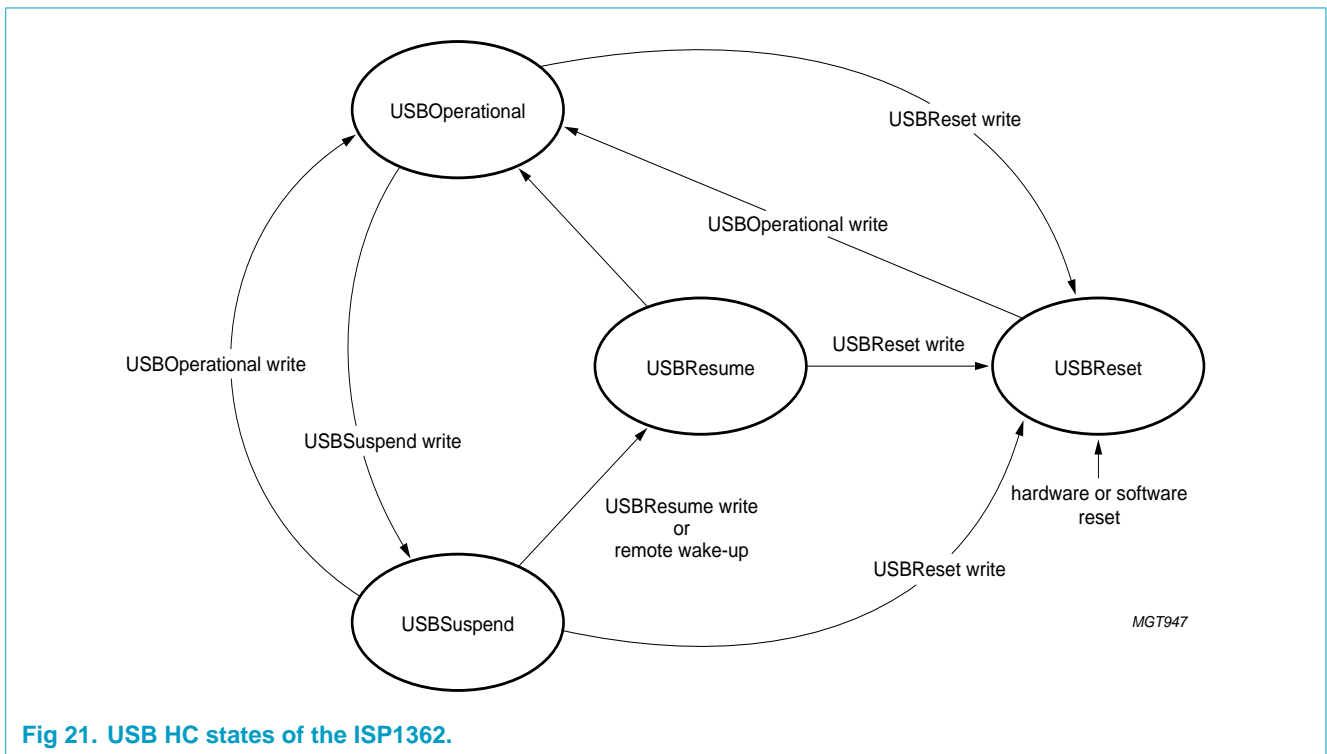 USBOperational
USBReset write
USBOperational write
USBOperational write
USBResume
USBReset write
USBReset
USBSuspend write
USBResume write
or
remote wake-up
hardware or software
reset
USBReset write
USBSuspend
MGT947
Fig 21. USB HC states of the ISP1362.